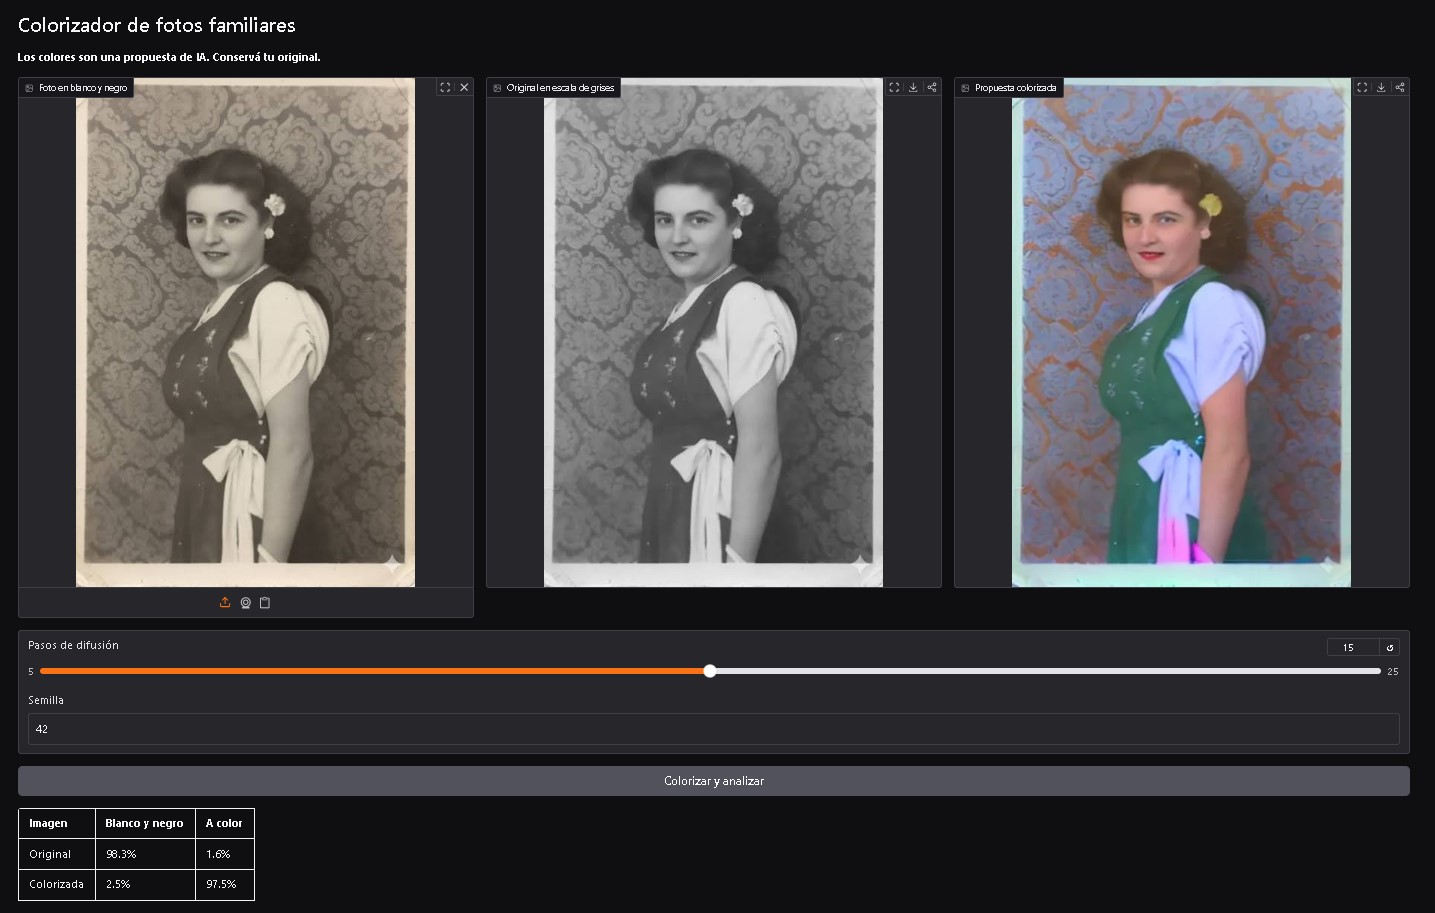 Colorizador de fotos familiares
Los colores son una propuesta de IA. Conservá tu original.
Foto en blanco y negro
Original en escala de grises
Propuesta colorizada
Pasos de difusión
15
5
25
Semilla
42
Colorizar y analizar
Imagen Blanco y negro A color
Original 98.3% 1.6%
Colorizada 2.5% 97.5%